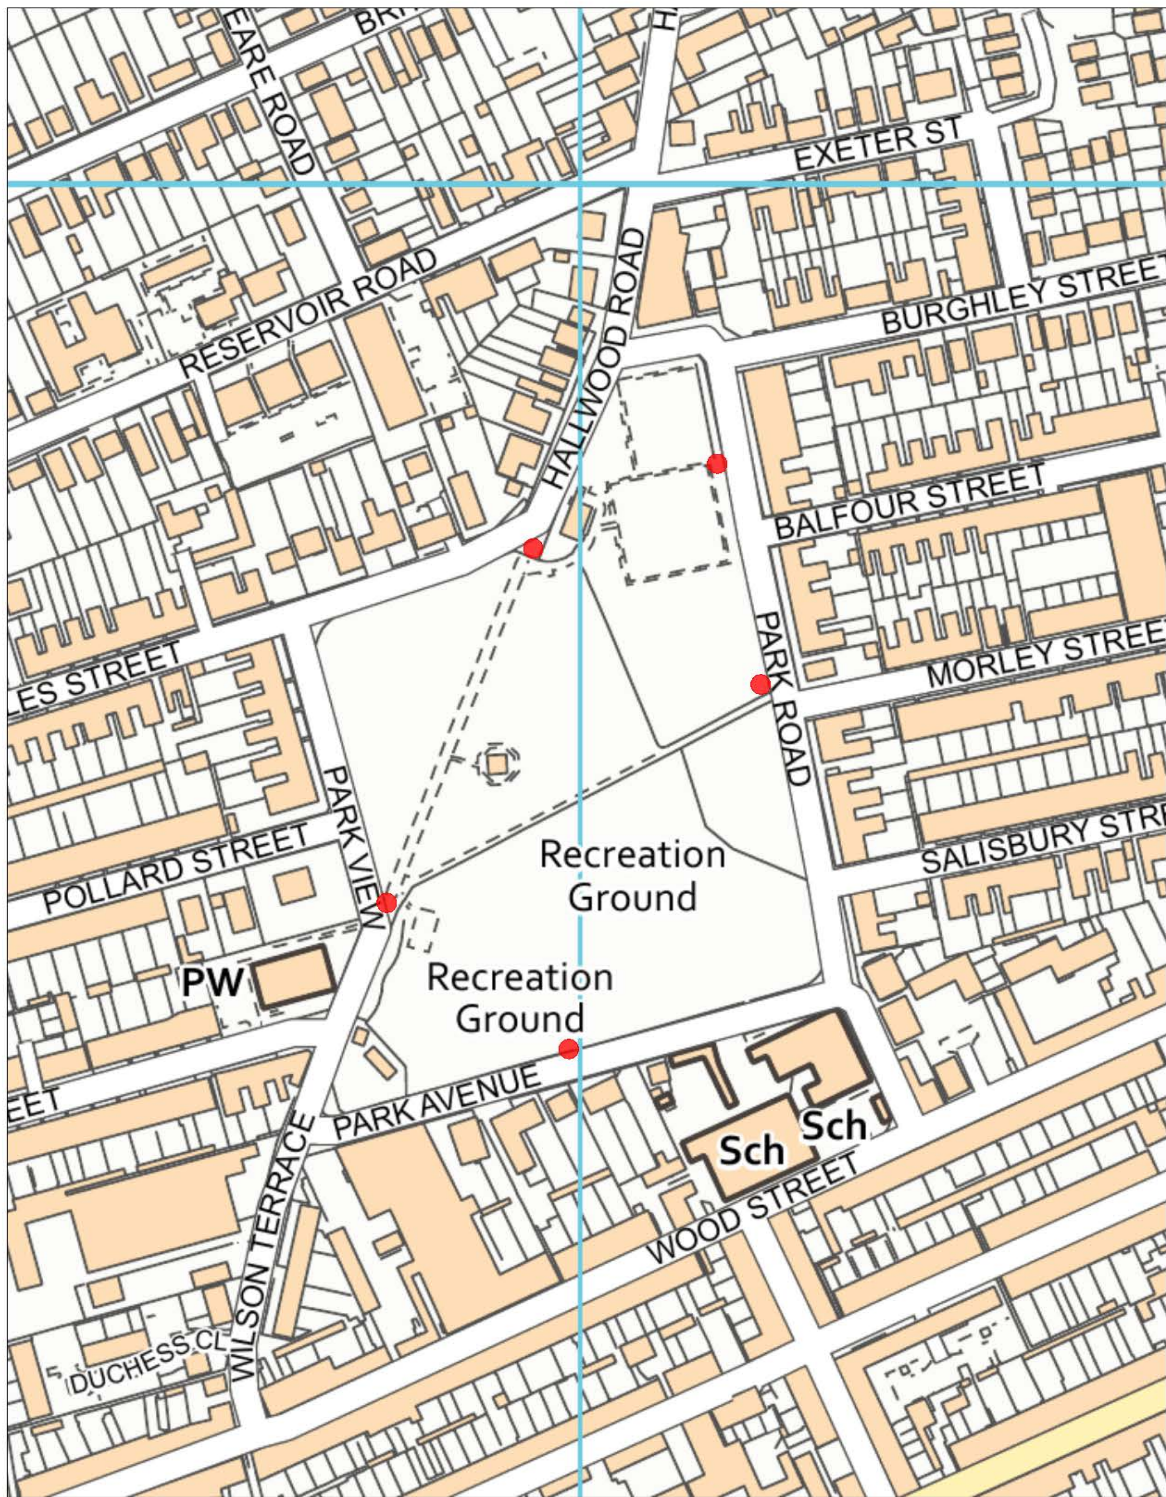 EARE ROAD
BRI
H
EXETER ST
HALLWOOD ROAD
RESERVOIR ROAD
BURGHLEY STREET
BALFOUR STREET
LES STREET
PARK ROAD
MORLEY STREET
PARK VIEW
POLLARD STREET
SALISBURY STRE
Recreation
Ground
PW
Recreation
Ground
EET
PARK AVENUE
Sch
Sch
WILSON TERRACE
WOOD STREET
DUCHESS CL